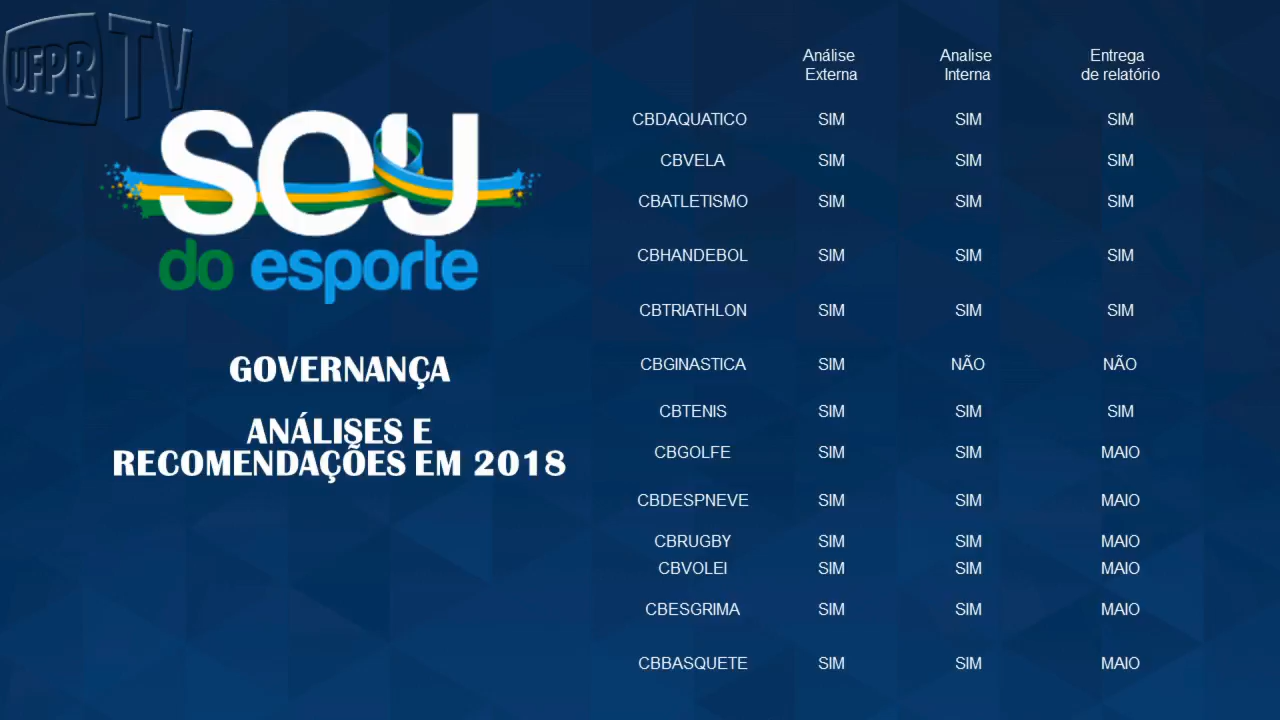 UFPR TV
SOU
do esporte
GOVERNANÇA
ANÁLISES E
RECOMENDAÇÕES EM 2018
Análise Analise Entrega
Externa Interna de relatório
CBDAQUATICO SIM SIM SIM
CBVELA SIM SIM SIM
CBATLETISMO SIM SIM SIM
CBHANDEBOL SIM SIM SIM
CBTRIATHLON SIM SIM SIM
CBGINASTICA SIM NÃO NÃO
CBTENIS SIM SIM SIM
CBGOLFE SIM SIM MAIO
CBDESPNEVE SIM SIM MAIO
CBRUGBY SIM SIM MAIO
CBVOLEI SIM SIM MAIO
CBESGRIMA SIM SIM MAIO
CBBASQUETE SIM SIM MAIO